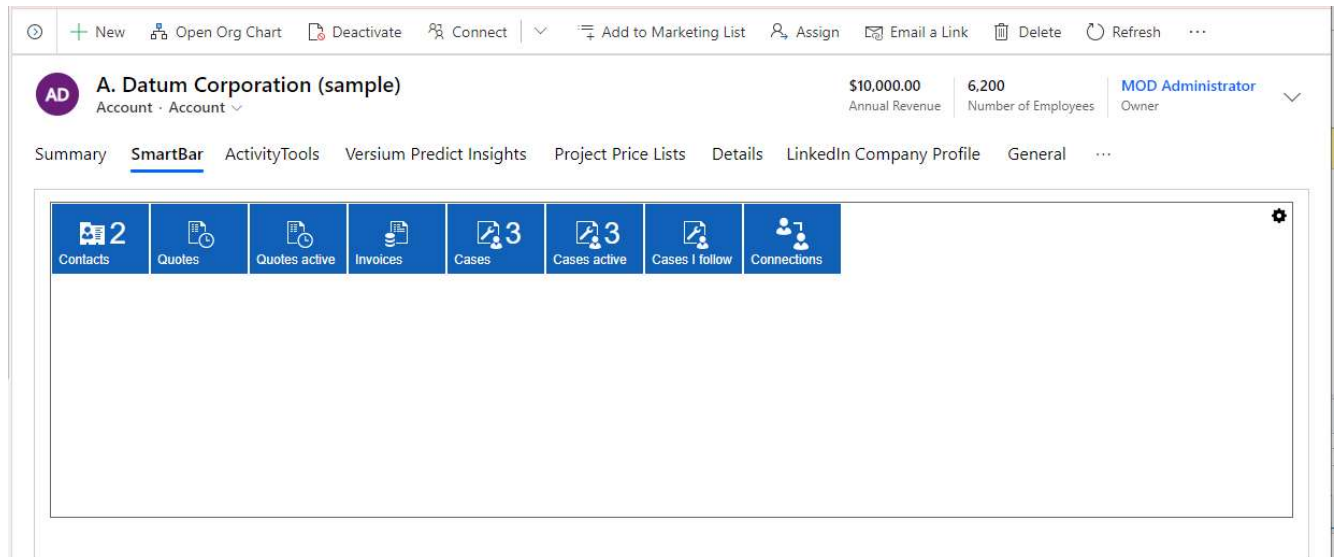 New Open Org Chart Deactivate Connect Add to Marketing List Assign Email a Link Delete Refresh ...
AD A. Datum Corporation (sample) $10,000.00 6,200 MOD Administrator
Account · Account Annual Revenue Number of Employees Owner
Summary SmartBar ActivityTools Versium Predict Insights Project Price Lists Details LinkedIn Company Profile General ...
2 3 3
Contacts Quotes Quotes active Invoices Cases Cases active Cases I follow Connections